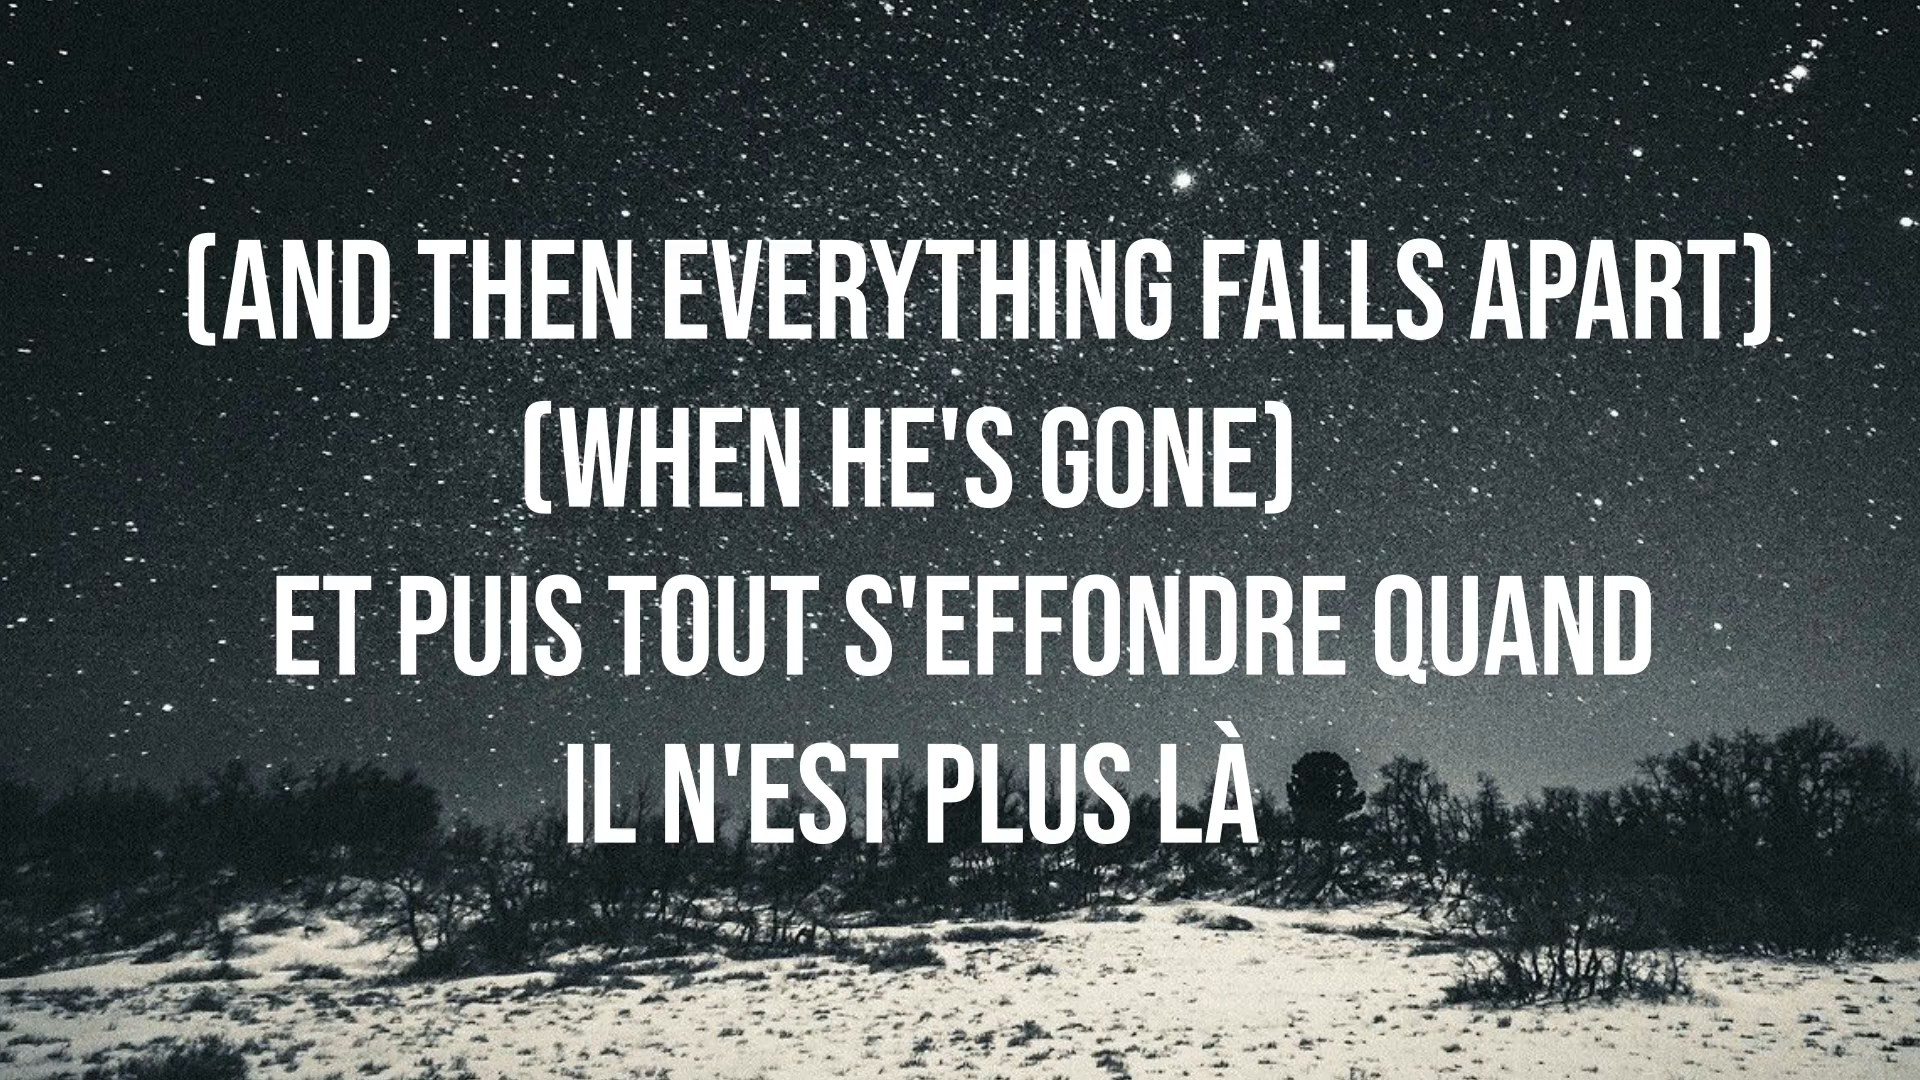 (AND THEN EVERYTHING FALLS APART)
(WHEN HE'S GONE)
ET PUIS TOUT S'EFFONDRE QUAND
IL N'EST PLUS LÀ